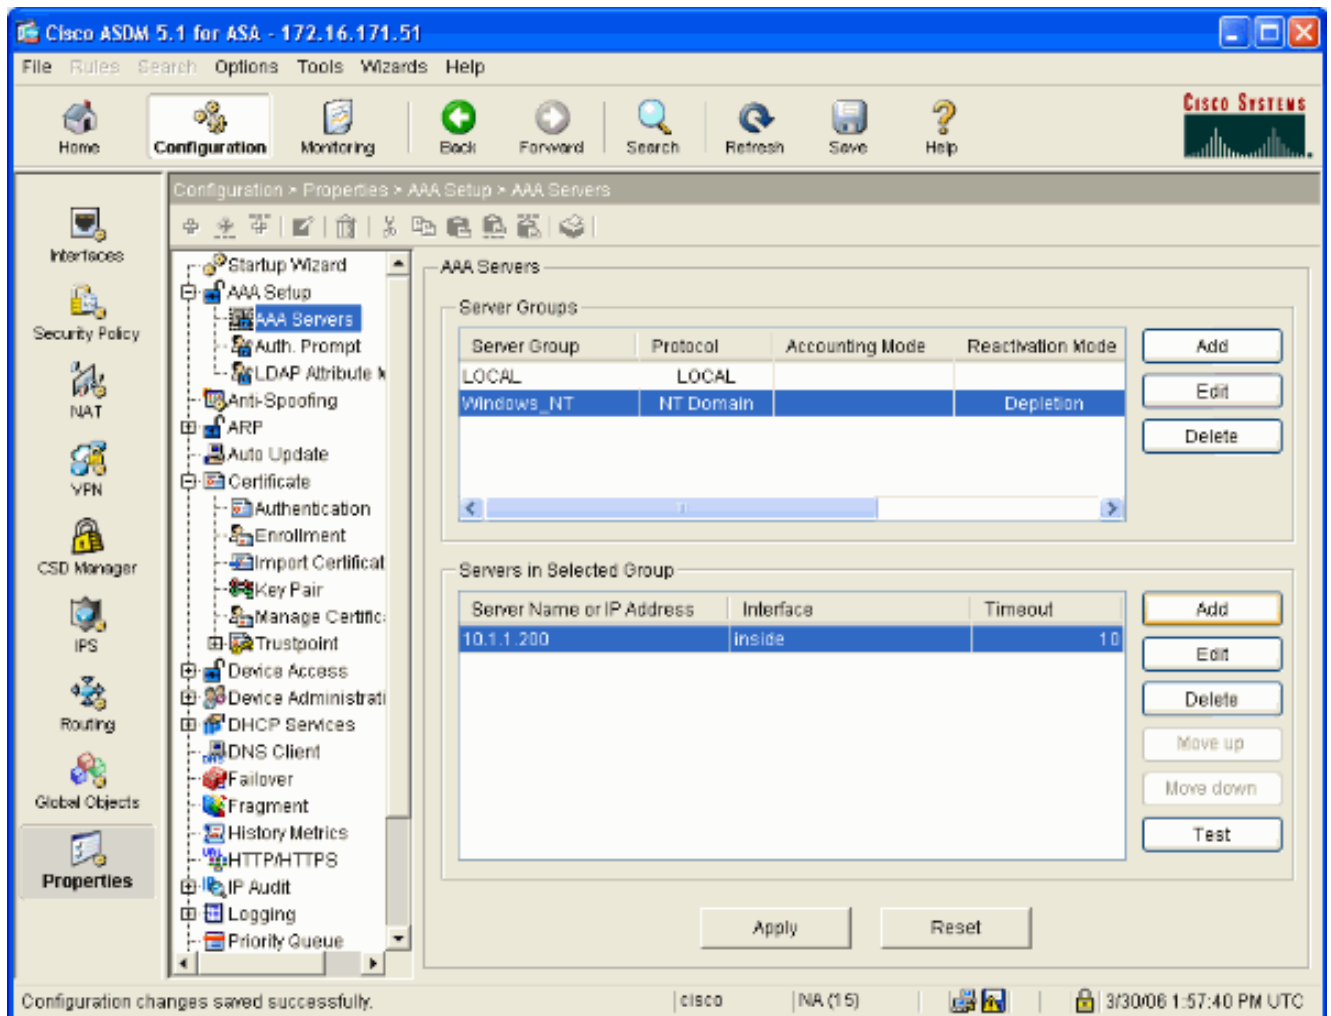 Cisco ASDM 5.1 for ASA - 172.16.171.51
File Rules Search Options Tools Wizards Help
Home Configuration Monitoring Back Forward Search Refresh Save Help
CISCO SYSTEMS
Configuration > Properties > AAA Setup > AAA Servers
Interfaces
Security Policy
NAT
VPN
CSD Manager
IPS
Routing
Global Objects
Properties
Startup Wizard
AAA Setup
AAA Servers
Auth. Prompt
LDAP Attribute M
Anti-Spoofing
ARP
Auto Update
Certificate
Authentication
Enrollment
Import Certificat
Key Pair
Manage Certific
Trustpoint
Device Access
Device Administrati
DHCP Services
DNS Client
Failover
Fragment
History Metrics
HTTP/HTTPS
IP Audit
Logging
Priority Queue
AAA Servers
Server Groups
Server Group Protocol Accounting Mode Reactivation Mode
LOCAL LOCAL
Windows_NT NT Domain Depletion
Add
Edit
Delete
Servers in Selected Group
Server Name or IP Address Interface Timeout
10.1.1.200 inside 10
Add
Edit
Delete
Move up
Move down
Test
Apply Reset
Configuration changes saved successfully. cisco NA (15) 3/30/06 1:57:40 PM UTC